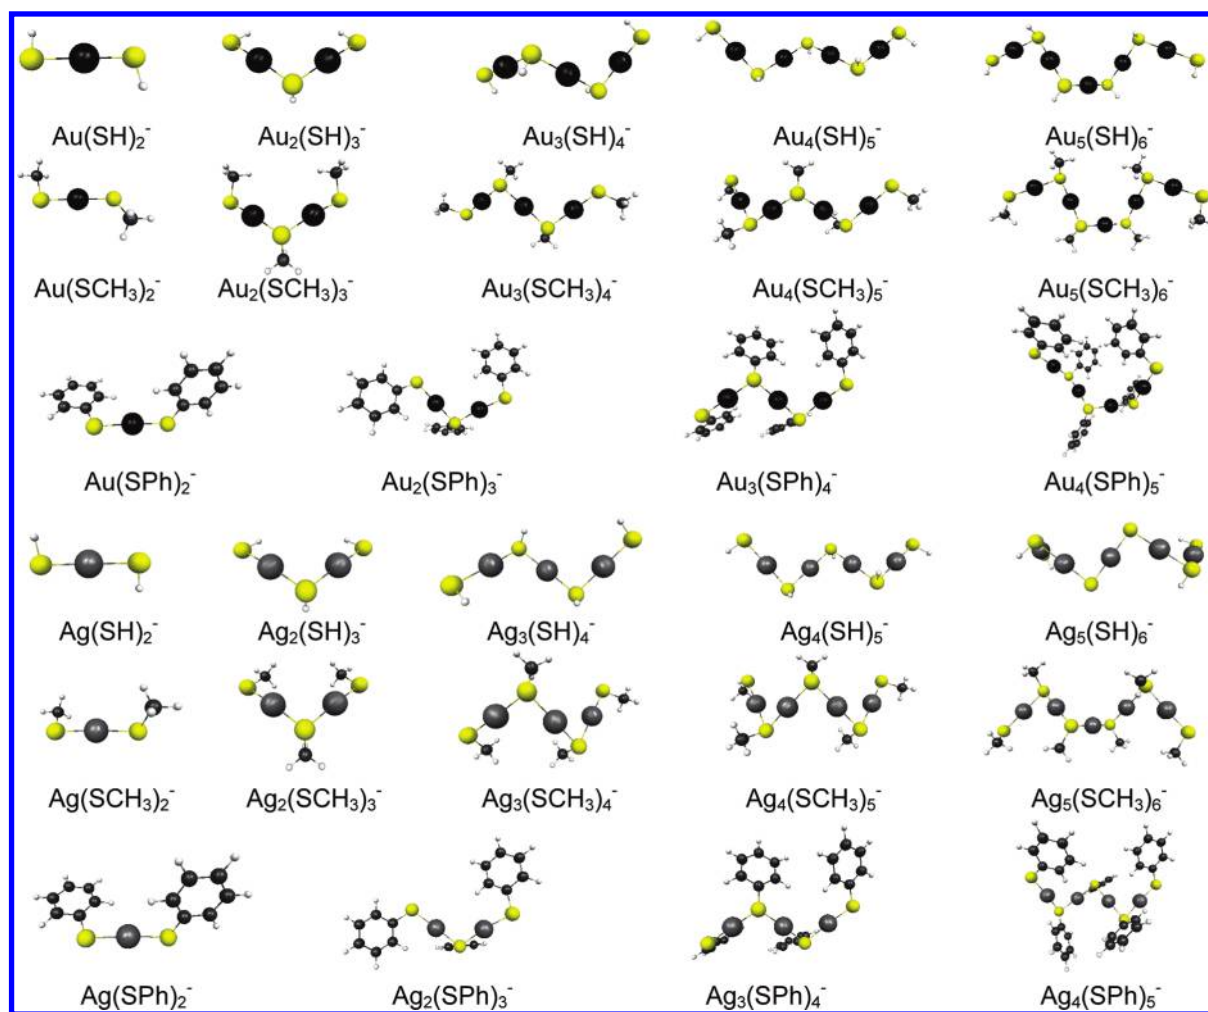 Au(SH)₂⁻ Au₂(SH)₃⁻ Au₃(SH)₄⁻ Au₄(SH)₅⁻ Au₅(SH)₆⁻
Au(SCH₃)₂⁻ Au₂(SCH₃)₃⁻ Au₃(SCH₃)₄⁻ Au₄(SCH₃)₅⁻ Au₅(SCH₃)₆⁻
Au(SPh)₂⁻ Au₂(SPh)₃⁻ Au₃(SPh)₄⁻ Au₄(SPh)₅⁻
Ag(SH)₂⁻ Ag₂(SH)₃⁻ Ag₃(SH)₄⁻ Ag₄(SH)₅⁻ Ag₅(SH)₆⁻
Ag(SCH₃)₂⁻ Ag₂(SCH₃)₃⁻ Ag₃(SCH₃)₄⁻ Ag₄(SCH₃)₅⁻ Ag₅(SCH₃)₆⁻
Ag(SPh)₂⁻ Ag₂(SPh)₃⁻ Ag₃(SPh)₄⁻ Ag₄(SPh)₅⁻